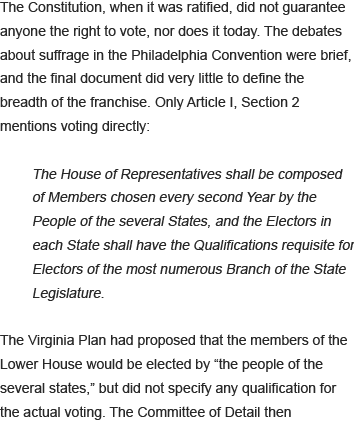 The Constitution, when it was ratified, did not guarantee
anyone the right to vote, nor does it today. The debates
about suffrage in the Philadelphia Convention were brief,
and the final document did very little to define the
breadth of the franchise. Only Article I, Section 2
mentions voting directly:
The House of Representatives shall be composed
of Members chosen every second Year by the
People of the several States, and the Electors in
each State shall have the Qualifications requisite for
Electors of the most numerous Branch of the State
Legislature.
The Virginia Plan had proposed that the members of the
Lower House would be elected by “the people of the
several states,” but did not specify any qualification for
the actual voting. The Committee of Detail then